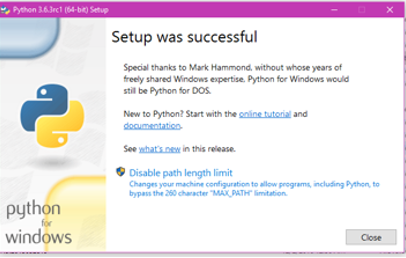 Python 3.6.3rc1 (64-bit) Setup
Setup was successful
Special thanks to Mark Hammond, without whose years of
freely shared Windows expertise, Python for Windows would
still be Python for DOS.
New to Python? Start with the online tutorial and
documentation.
See what's new in this release.
Disable path length limit
Changes your machine configuration to allow programs, including Python, to
bypass the 260 character "MAX_PATH" limitation.
python
for
windows
Close